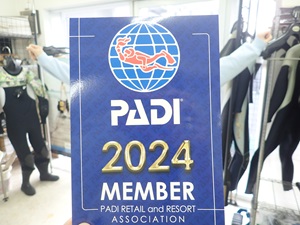 PADI
2024
MEMBER
PADI RETAIL and RESORT
ASSOCIATION